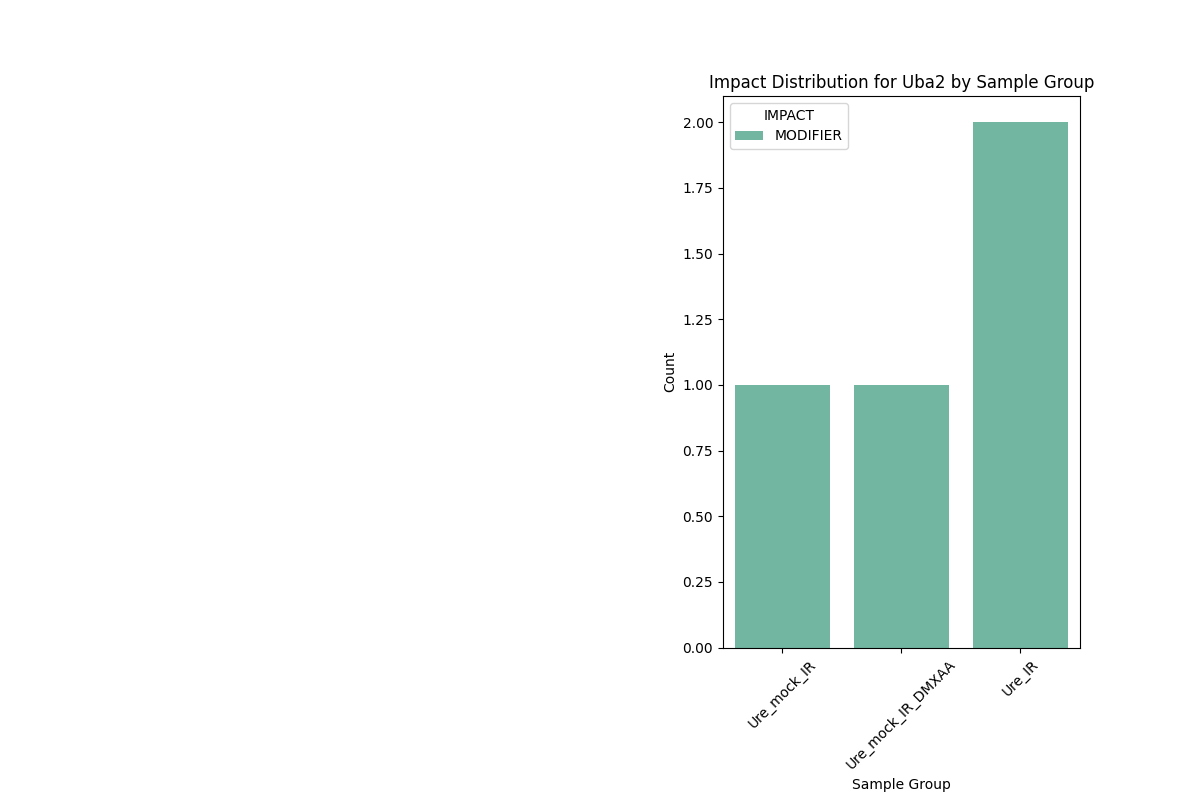 Impact Distribution for Uba2 by Sample Group
IMPACT
MODIFIER
2.00
1.75
1.50
1.25
1.00
0.75
0.50
0.25
0.00
Count
Ure_mock_IR
Ure_mock_IR_DMXAA
Ure_IR
Sample Group